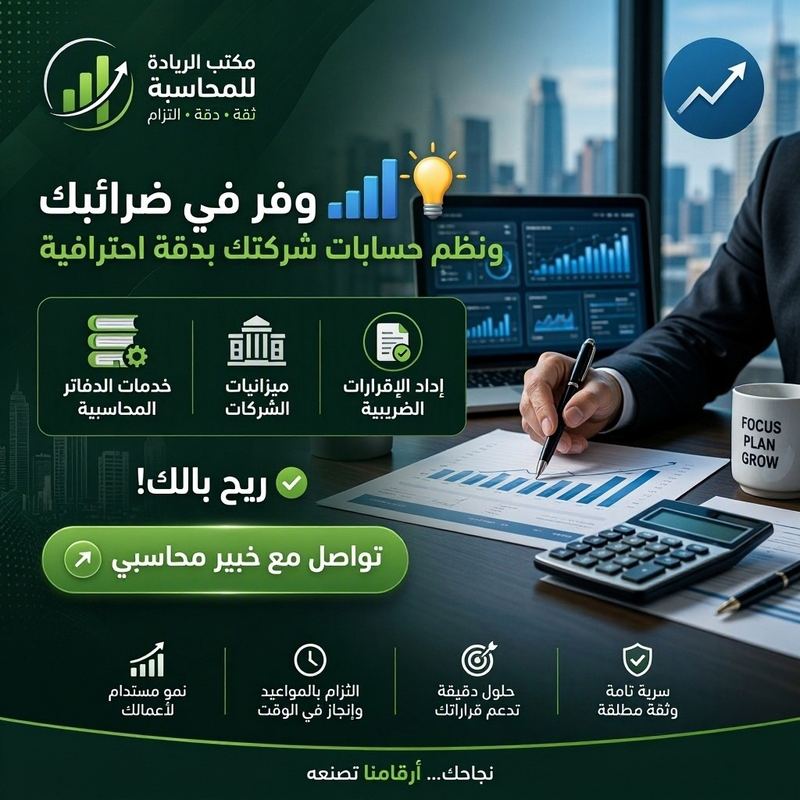 مكتب الريادة
للمحاسبة
ثقة • دقة • التزام
وفر في ضرائبك
ونظم حسابات شركتك بدقة احترافية
إداد الإقرارات
الضريبية
ميزانيات
الشركات
خدمات الدفاتر
المحاسبية
ريح بالك!
تواصل مع خبير محاسبي
FOCUS
PLAN
GROW
سرية تامة
وثقة مطلقة
حلول دقيقة
تدعم قراراتك
الثزام بالمواعيد
وإنجاز في الوقت
نمو مستدام
لأعمالك
نجاحك... أرقامنا تصنعه